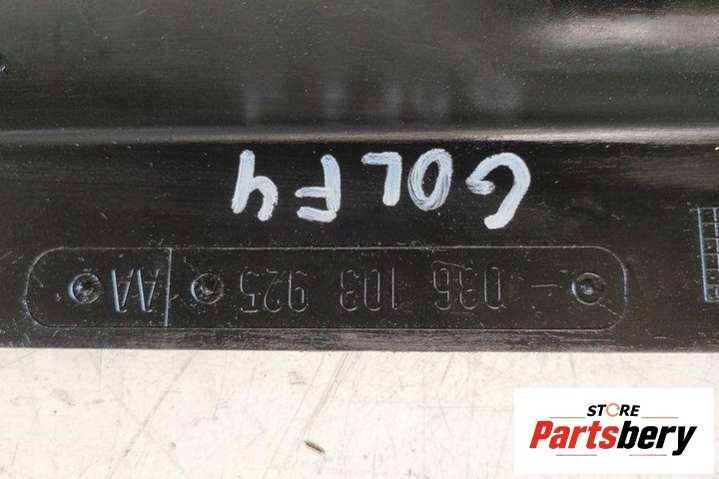 GOLF4
- 036 103 925
AA
STORE
Partsbery